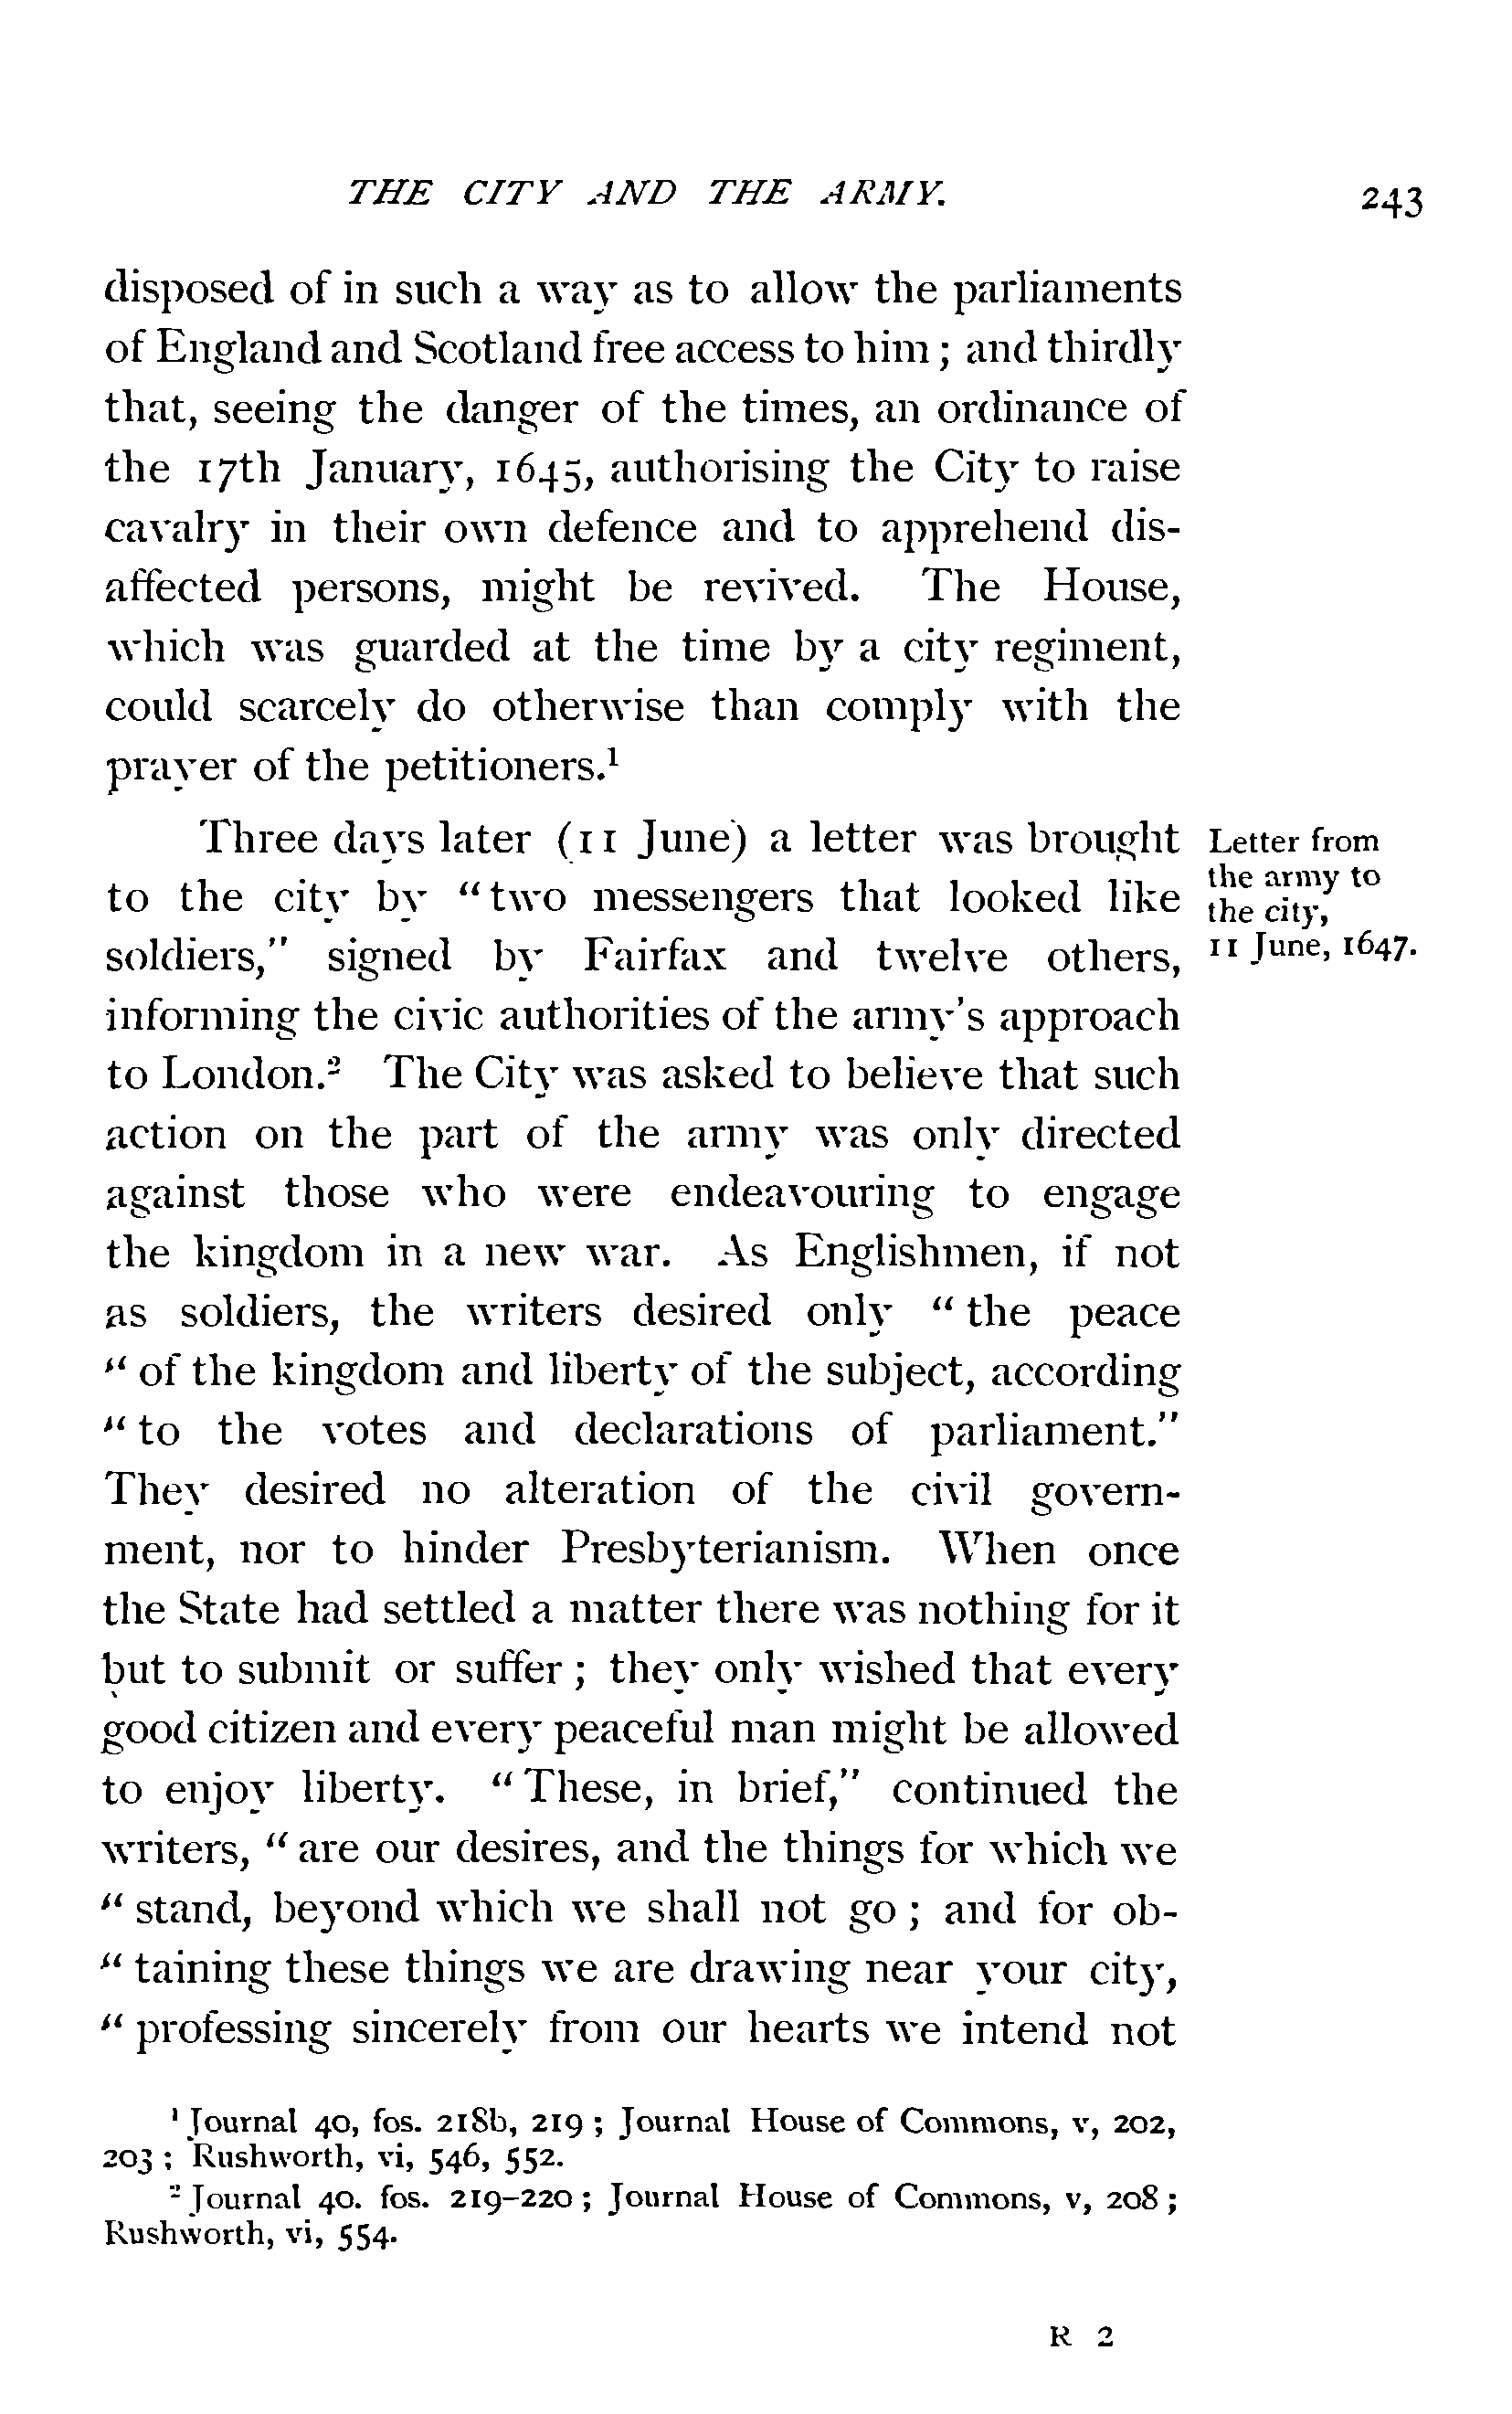 THE CITY AND THE ARMY. 243
disposed of in such a way as to allow the parliaments
of England and Scotland free access to him; and thirdly
that, seeing the danger of the times, an ordinance of
the 17th January, 1645, authorising the City to raise
cavalry in their own defence and to apprehend dis-
affected persons, might be revived. The House,
which was guarded at the time by a city regiment,
could scarcely do otherwise than comply with the
prayer of the petitioners.¹
Three days later (11 June) a letter was brought
to the city by "two messengers that looked like
soldiers," signed by Fairfax and twelve others,
informing the civic authorities of the army's approach
to London.² The City was asked to believe that such
action on the part of the army was only directed
against those who were endeavouring to engage
the kingdom in a new war. As Englishmen, if not
as soldiers, the writers desired only "the peace
"of the kingdom and liberty of the subject, according
"to the votes and declarations of parliament."
They desired no alteration of the civil govern-
ment, nor to hinder Presbyterianism. When once
the State had settled a matter there was nothing for it
but to submit or suffer; they only wished that every
good citizen and every peaceful man might be allowed
to enjoy liberty. "These, in brief," continued the
writers, "are our desires, and the things for which we
"stand, beyond which we shall not go; and for ob-
"taining these things we are drawing near your city,
"professing sincerely from our hearts we intend not
Letter from
the army to
the city,
11 June, 1647.
¹ Journal 40, fos. 218b, 219; Journal House of Commons, v, 202,
203; Rushworth, vi, 546, 552.
² Journal 40. fos. 219-220; Journal House of Commons, v, 208;
Rushworth, vi, 554.
R 2